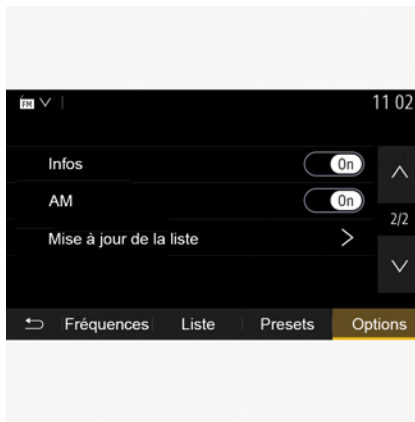 FM 11 02
Infos On
AM On
2/2
Mise à jour de la liste
Fréquences Liste Presets Options